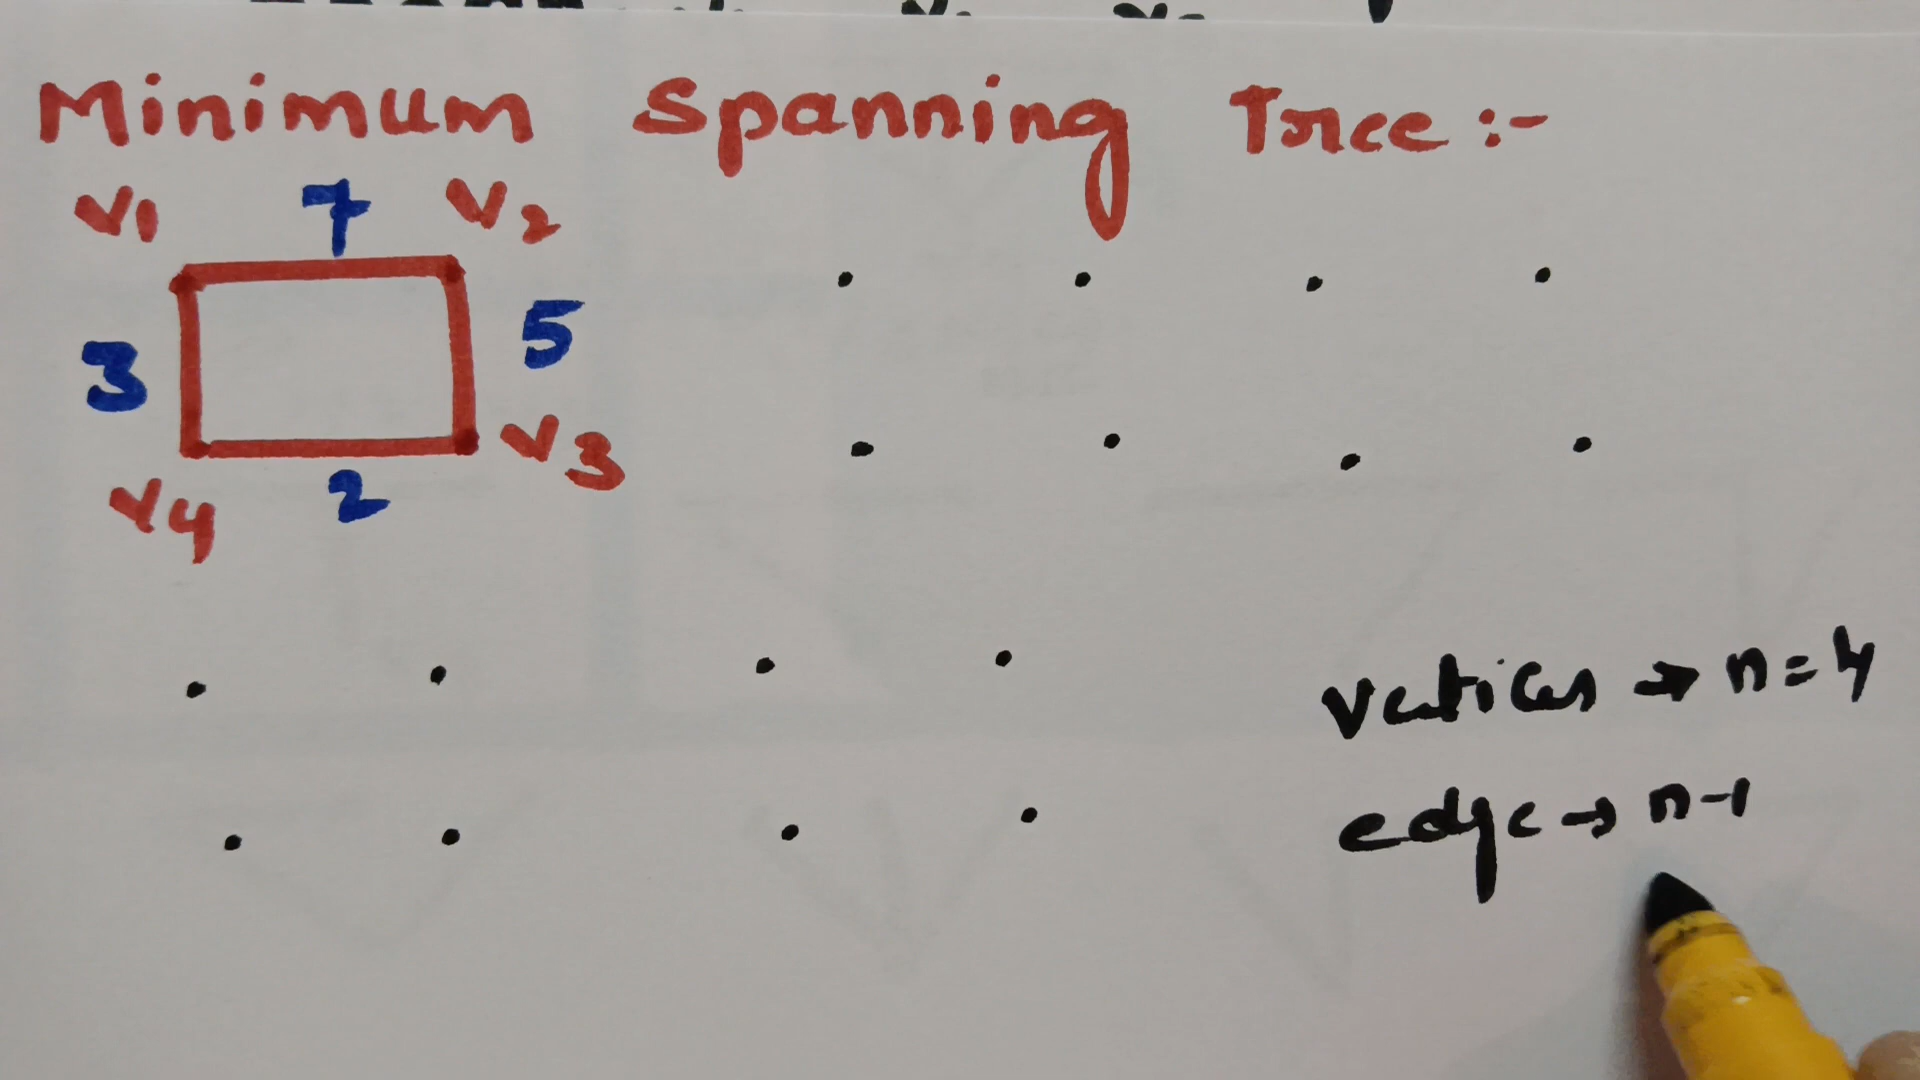 Minimum Spanning Tree :-
V1 7 V2
3 5
V3
V4 2
vertices → n=4
edge → n-1